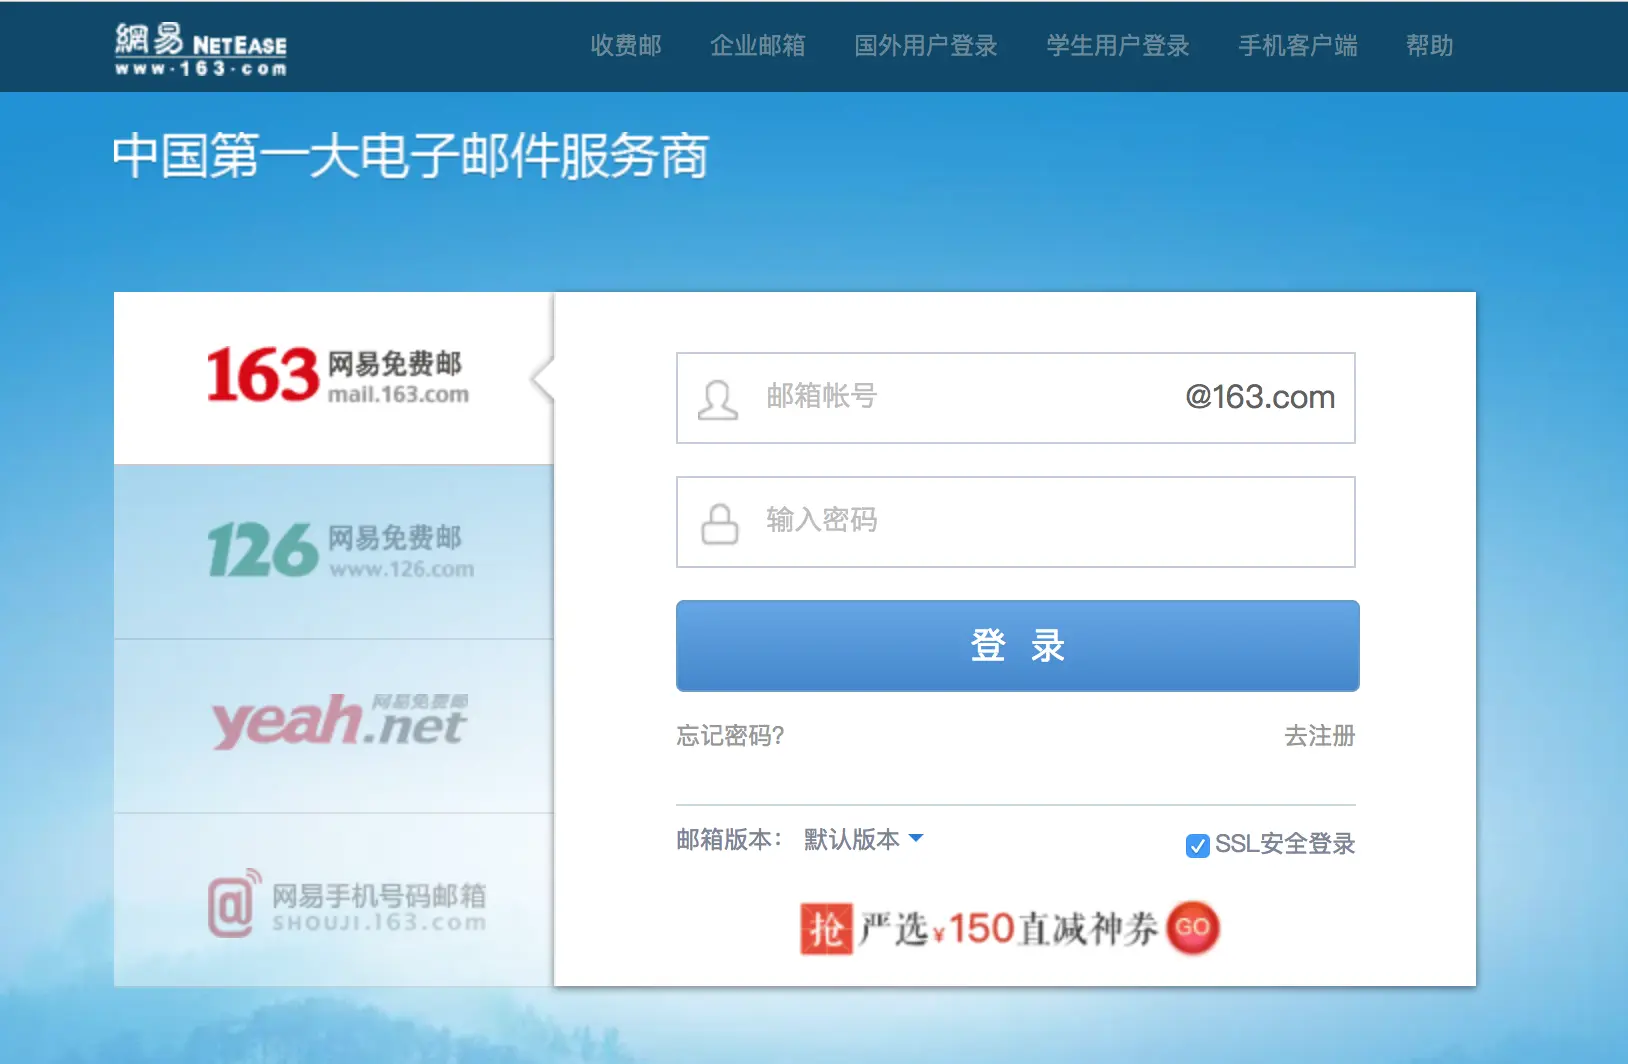 網易 NETEASE
www.163.com
收费邮 企业邮箱 国外用户登录 学生用户登录 手机客户端 帮助
中国第一大电子邮件服务商
163 网易免费邮
mail.163.com
126 网易免费邮
www.126.com
yeah.net 网易免费邮
@ 网易手机号码邮箱
SHOUJI.163.com
邮箱帐号 @163.com
输入密码
登 录
忘记密码? 去注册
邮箱版本： 默认版本 SSL安全登录
抢 严选¥150直减神券 GO